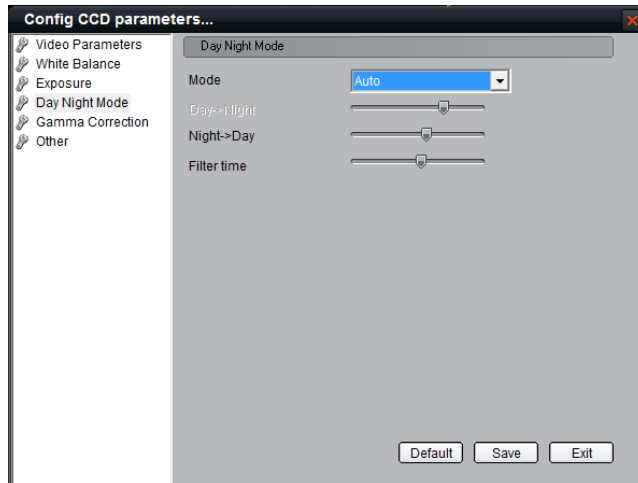 Config CCD parameters...
Video Parameters
White Balance
Exposure
Day Night Mode
Gamma Correction
Other
Day Night Mode
Mode
Auto
Day->Night
Night->Day
Filter time
Default
Save
Exit